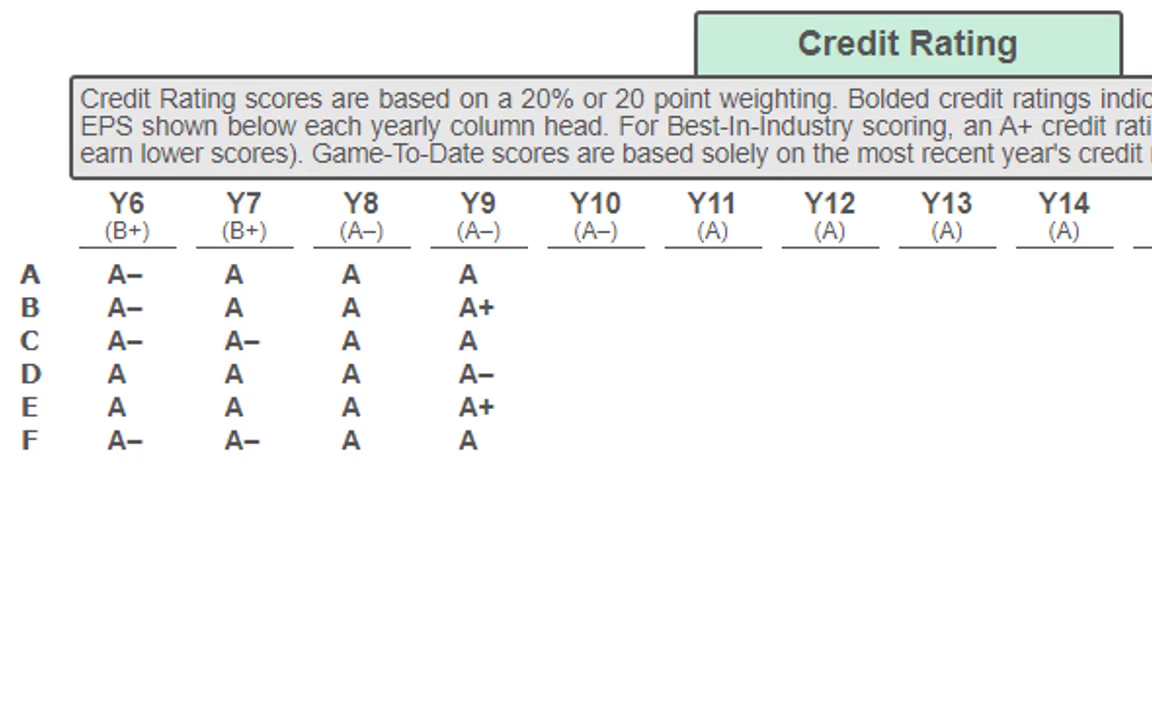 Credit Rating
Credit Rating scores are based on a 20% or 20 point weighting. Bolded credit ratings indic
EPS shown below each yearly column head. For Best-In-Industry scoring, an A+ credit rati
earn lower scores). Game-To-Date scores are based solely on the most recent year's credit
Y6 Y7 Y8 Y9 Y10 Y11 Y12 Y13 Y14
(B+) (B+) (A–) (A–) (A–) (A) (A) (A) (A)
A A– A A A
B A– A A A+
C A– A– A A
D A A A A–
E A A A A+
F A– A– A A